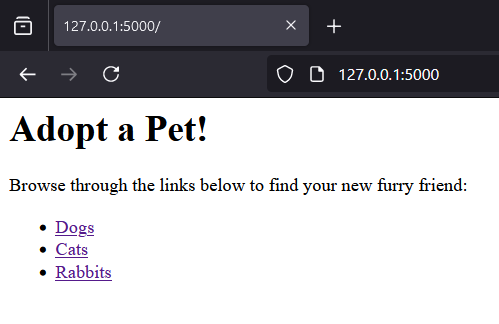 127.0.0.1:5000/
127.0.0.1:5000
Adopt a Pet!
Browse through the links below to find your new furry friend:
Dogs
Cats
Rabbits